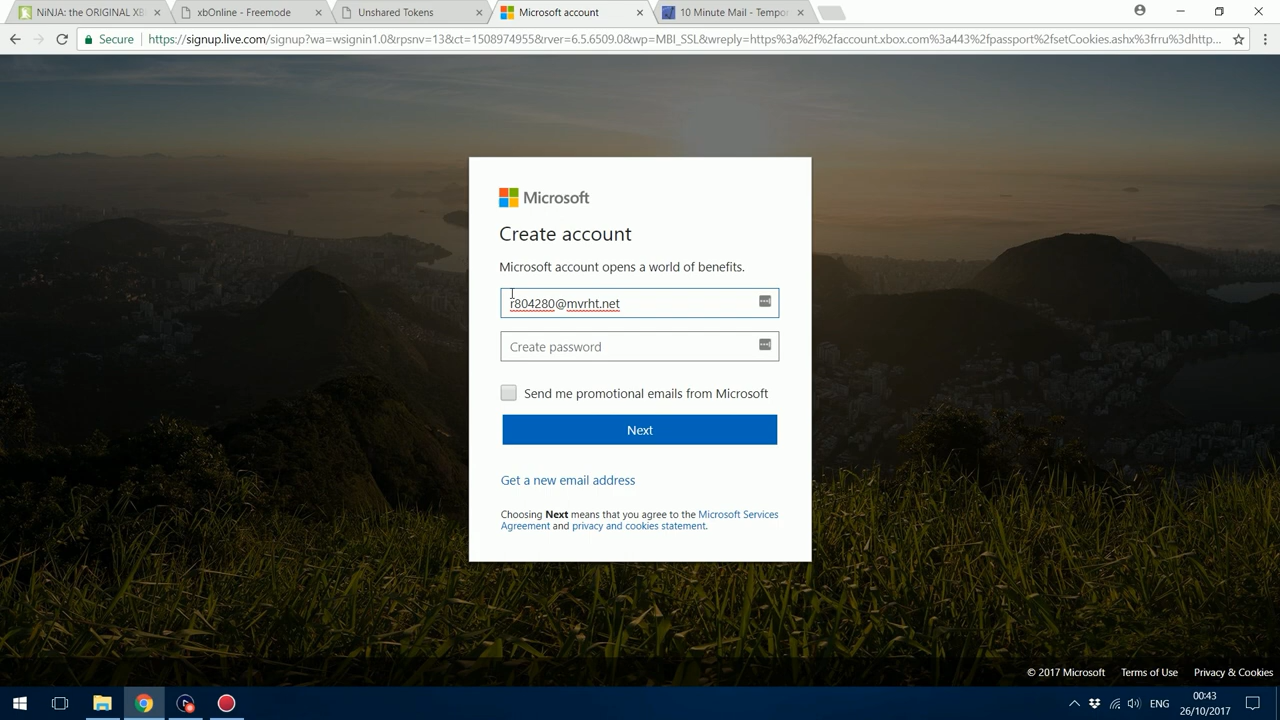 NiNJA: the ORIGINAL XB
xbOnline - Freemode
Unshared Tokens
Microsoft account
10 Minute Mail - Tempor
Secure
https://signup.live.com/signup?wa=wsignin1.0&rpsnv=13&ct=1508974955&rver=6.5.6509.0&wp=MBI_SSL&wreply=https%3a%2f%2faccount.xbox.com%3a443%2fpassport%2fsetCookies.ashx%3frru%3dhttp...
Microsoft
Create account
Microsoft account opens a world of benefits.
r804280@mvrht.net
Create password
Send me promotional emails from Microsoft
Next
Get a new email address
Choosing Next means that you agree to the Microsoft Services
Agreement and privacy and cookies statement.
© 2017 Microsoft
Terms of Use
Privacy & Cookies
ENG
00:43
26/10/2017